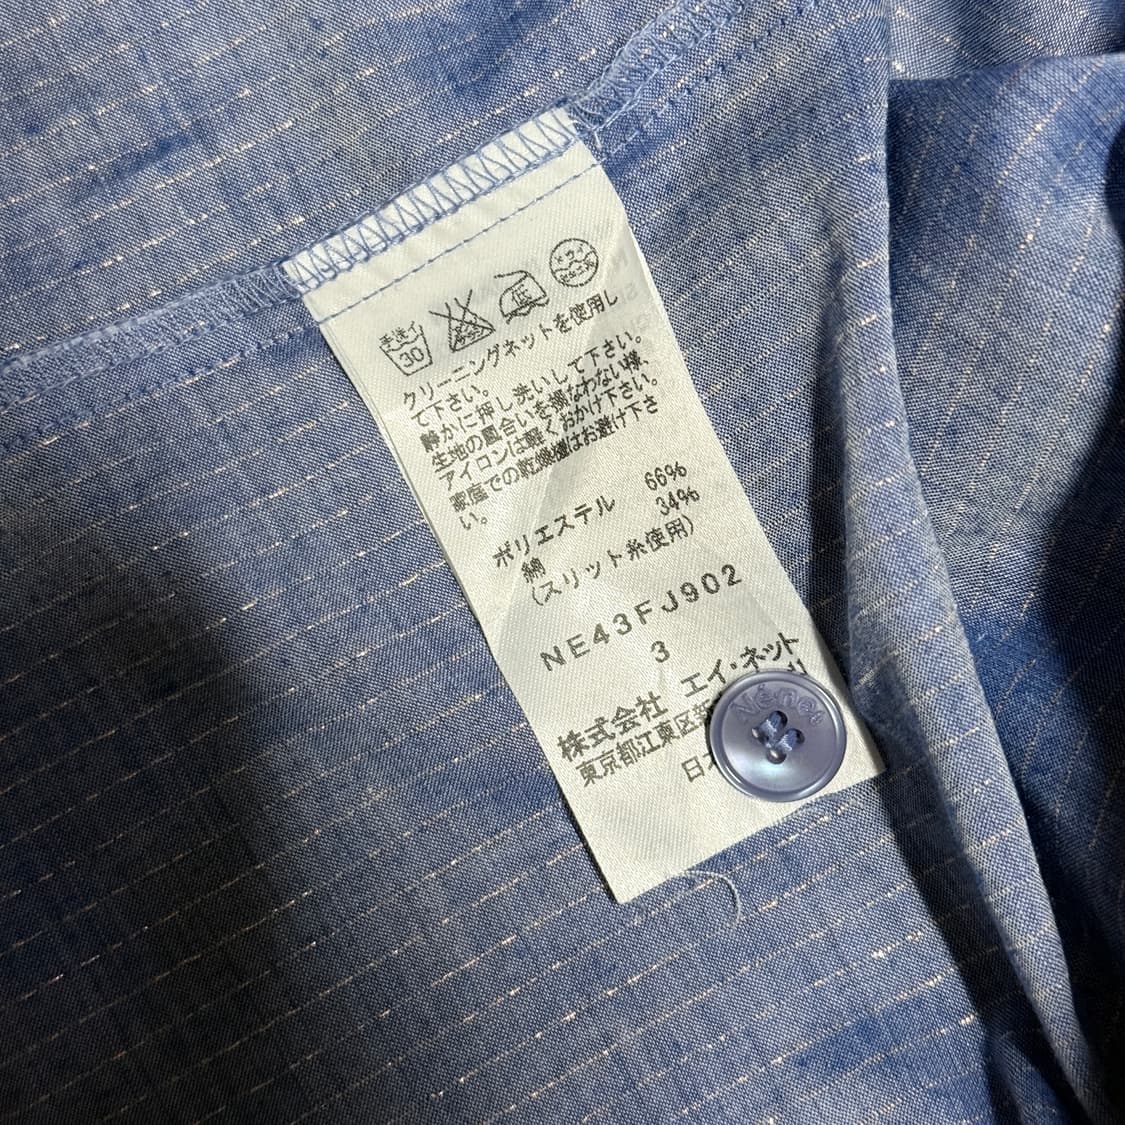 手洗イ
30
低
ドライ
クリーニングネットを使用し
て下さい。
静かに押し洗いして下さい。
生地の風合いを損なわない様、
アイロンは軽くおかけ下さい。
家庭での乾燥機はお避け下さ
い。
ポリエステル 66%
綿 34%
(スリット糸使用)
NE43FJ902
3
株式会社 エイ・ネット
東京都江東区新
日本
Né-net